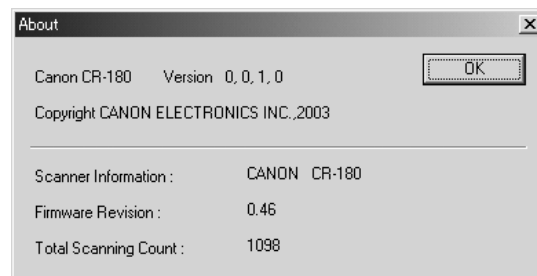 About
Canon CR-180 Version 0, 0, 1, 0
OK
Copyright CANON ELECTRONICS INC.,2003
Scanner Information : CANON CR-180
Firmware Revision : 0.46
Total Scanning Count : 1098